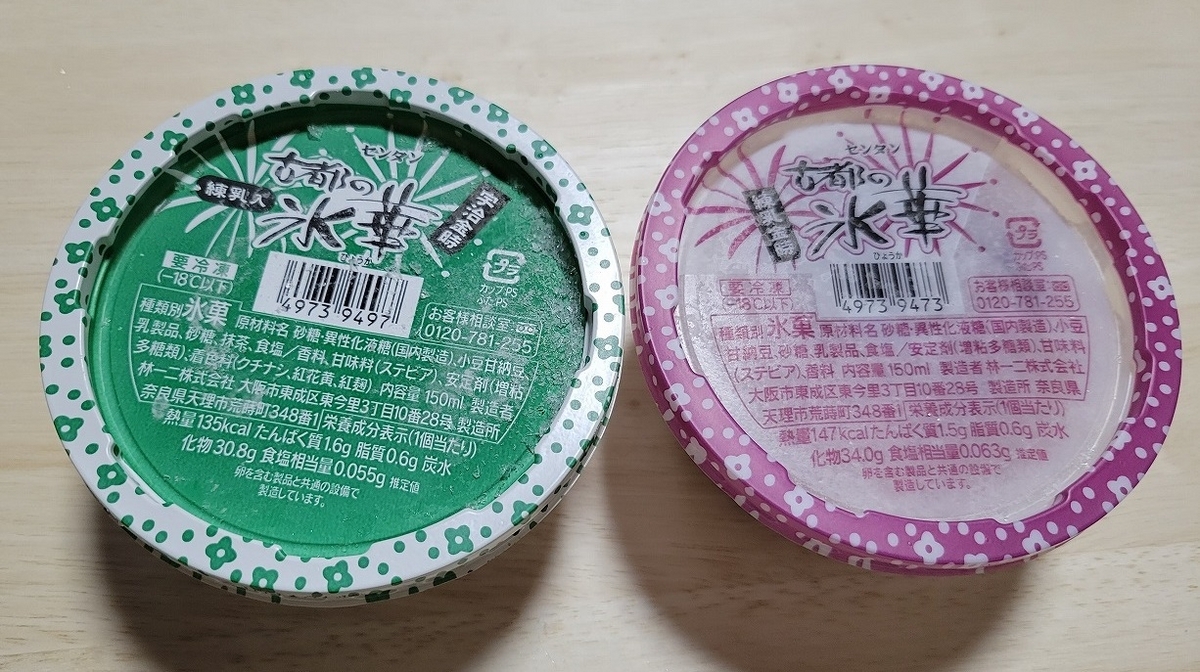 センタン
古都の
練乳入
宇治金時
氷華
ひょうか
要冷凍
(−18℃以下)
4973 9497
プラ
カップ:PS
ふた:PS
お客様相談室
0120-781-255
種類別 氷菓 原材料名 砂糖・異性化液糖(国内製造)、小豆甘納豆、
乳製品、砂糖、抹茶、食塩/香料、甘味料(ステビア)、安定剤(増粘
多糖類)、着色料(クチナシ、紅花黄、紅麹) 内容量 150ml 製造者
林一二株式会社 大阪市東成区東今里3丁目10番28号 製造所
奈良県天理市荒蒔町348番1 栄養成分表示(1個当たり)
熱量135kcal たんぱく質1.6g 脂質0.6g 炭水
化物30.8g 食塩相当量0.055g 推定値
卵を含む製品と共通の設備で
製造しています。
センタン
古都の
練乳金時
氷華
ひょうか
要冷凍
(−18℃以下)
4973 9473
プラ
カップ:PS
ふた:PS
お客様相談室
0120-781-255
種類別 氷菓 原材料名 砂糖・異性化液糖(国内製造)、小豆
甘納豆、砂糖、乳製品、食塩/安定剤(増粘多糖類)、甘味料
(ステビア)、香料 内容量 150ml 製造者 林一二株式会社
大阪市東成区東今里3丁目10番28号 製造所 奈良県
天理市荒蒔町348番1 栄養成分表示(1個当たり)
熱量147kcal たんぱく質1.5g 脂質0.6g 炭水
化物34.0g 食塩相当量0.063g 推定値
卵を含む製品と共通の設備で
製造しています。